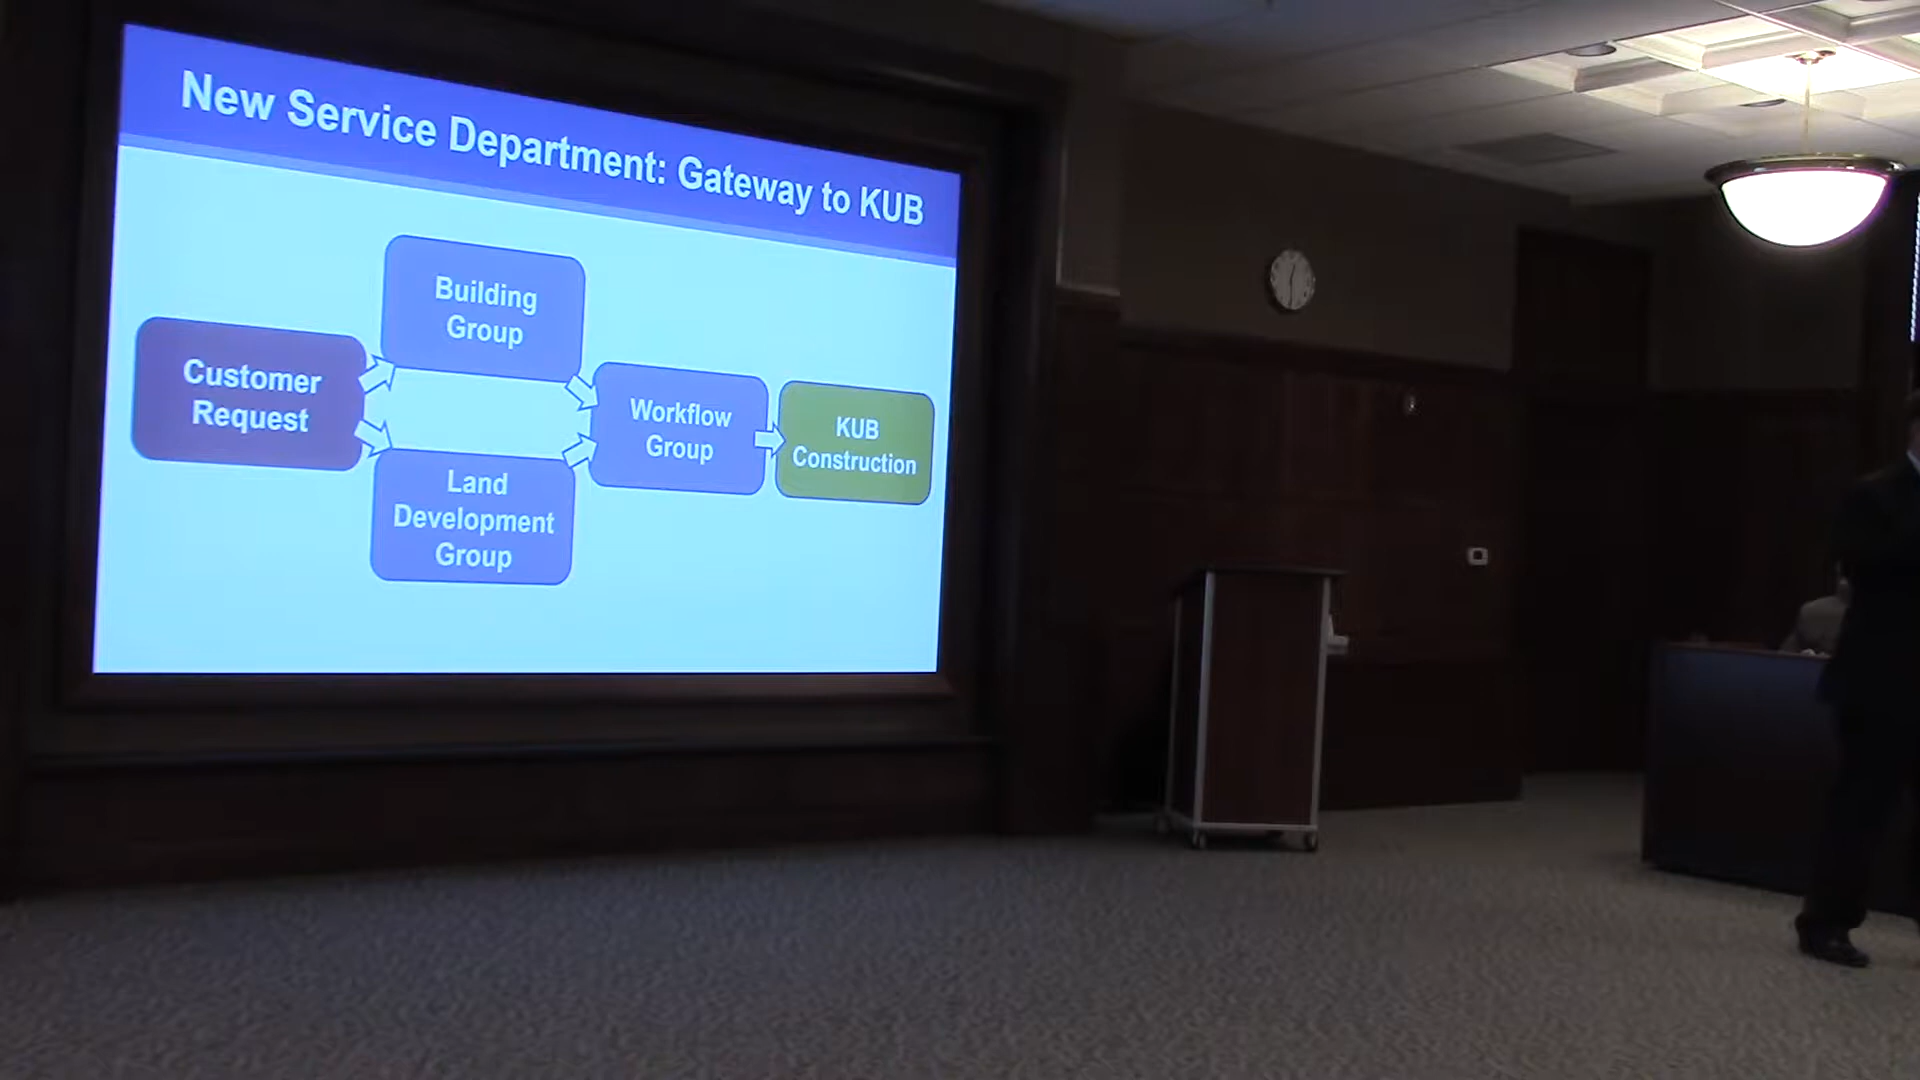 New Service Department: Gateway to KUB
Building
Group
Customer
Request
Workflow
Group
KUB
Construction
Land
Development
Group